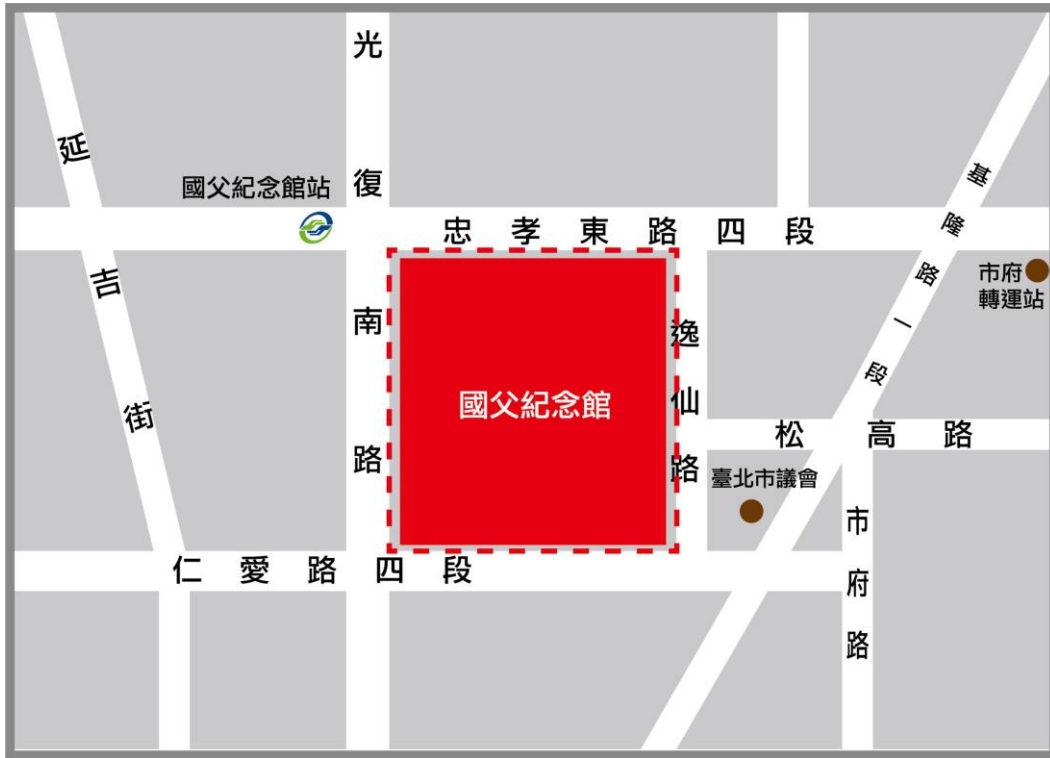 光復南路
延吉街
國父紀念館站
忠孝東路四段
基隆路一段
市府
轉運站
逸仙路
國父紀念館
松高路
臺北市議會
市府路
仁愛路四段